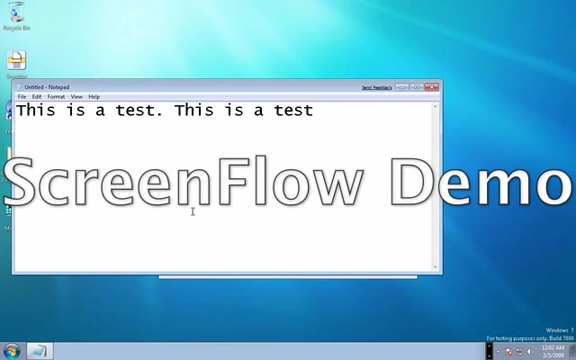 Recycle Bin
Untitled - Notepad
Send Feedback
File Edit Format View Help
This is a test. This is a test
ScreenFlow Demo
Windows 7
For testing purposes only. Build 7000
12:02 AM
2/5/2009